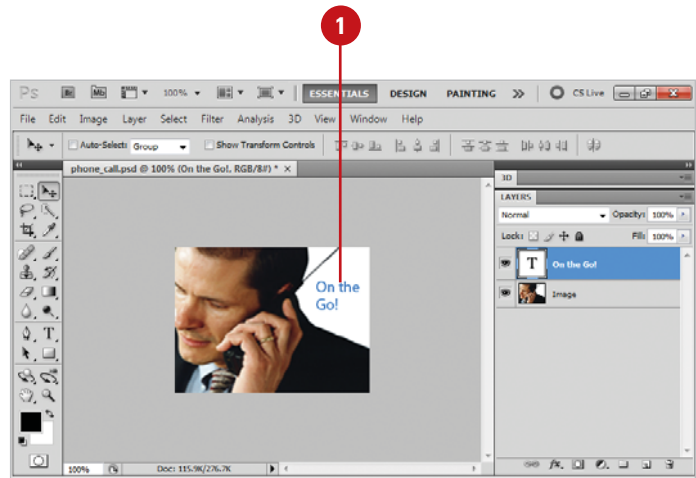 1
Ps Br Mb 100% ESSENTIALS DESIGN PAINTING CS Live
File Edit Image Layer Select Filter Analysis 3D View Window Help
Auto-Select: Group Show Transform Controls
phone_call.psd @ 100% (On the Go!, RGB/8#) *
3D
LAYERS
Normal Opacity: 100%
Lock: Fill: 100%
T On the Go!
Image
On the
Go!
T
100% Doc: 115.9K/276.7K
fx.